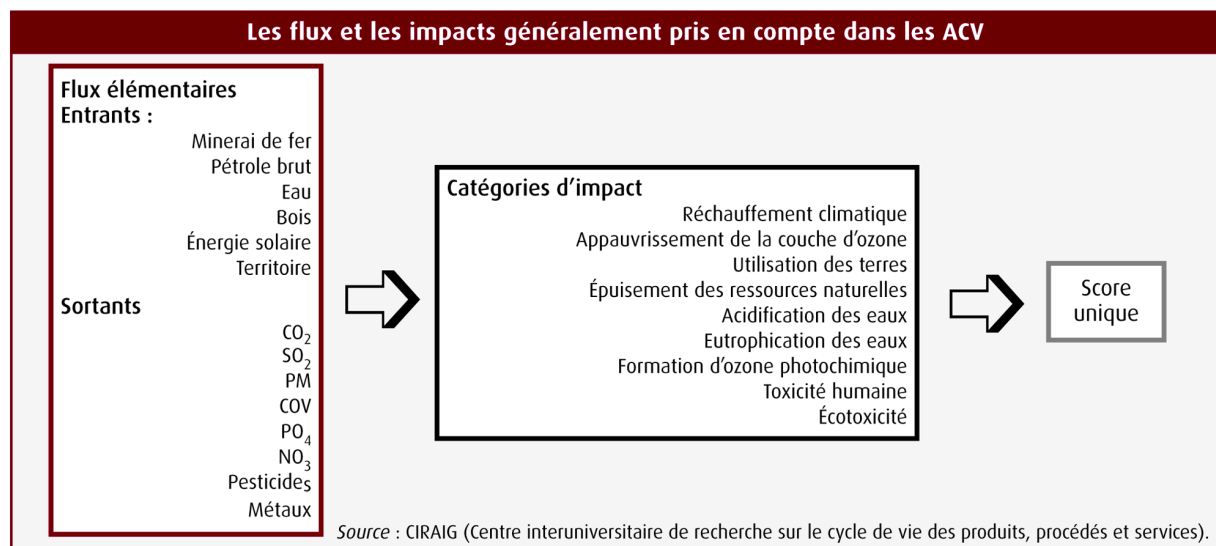 Les flux et les impacts généralement pris en compte dans les ACV
Flux élémentaires
Entrants :
Minerai de fer
Pétrole brut
Eau
Bois
Énergie solaire
Territoire
Sortants
CO₂
SO₂
PM
COV
PO₄
NO₃
Pesticides
Métaux
Catégories d'impact
Réchauffement climatique
Appauvrissement de la couche d'ozone
Utilisation des terres
Épuisement des ressources naturelles
Acidification des eaux
Eutrophication des eaux
Formation d'ozone photochimique
Toxicité humaine
Écotoxicité
Score
unique
Source : CIRAIG (Centre interuniversitaire de recherche sur le cycle de vie des produits, procédés et services).